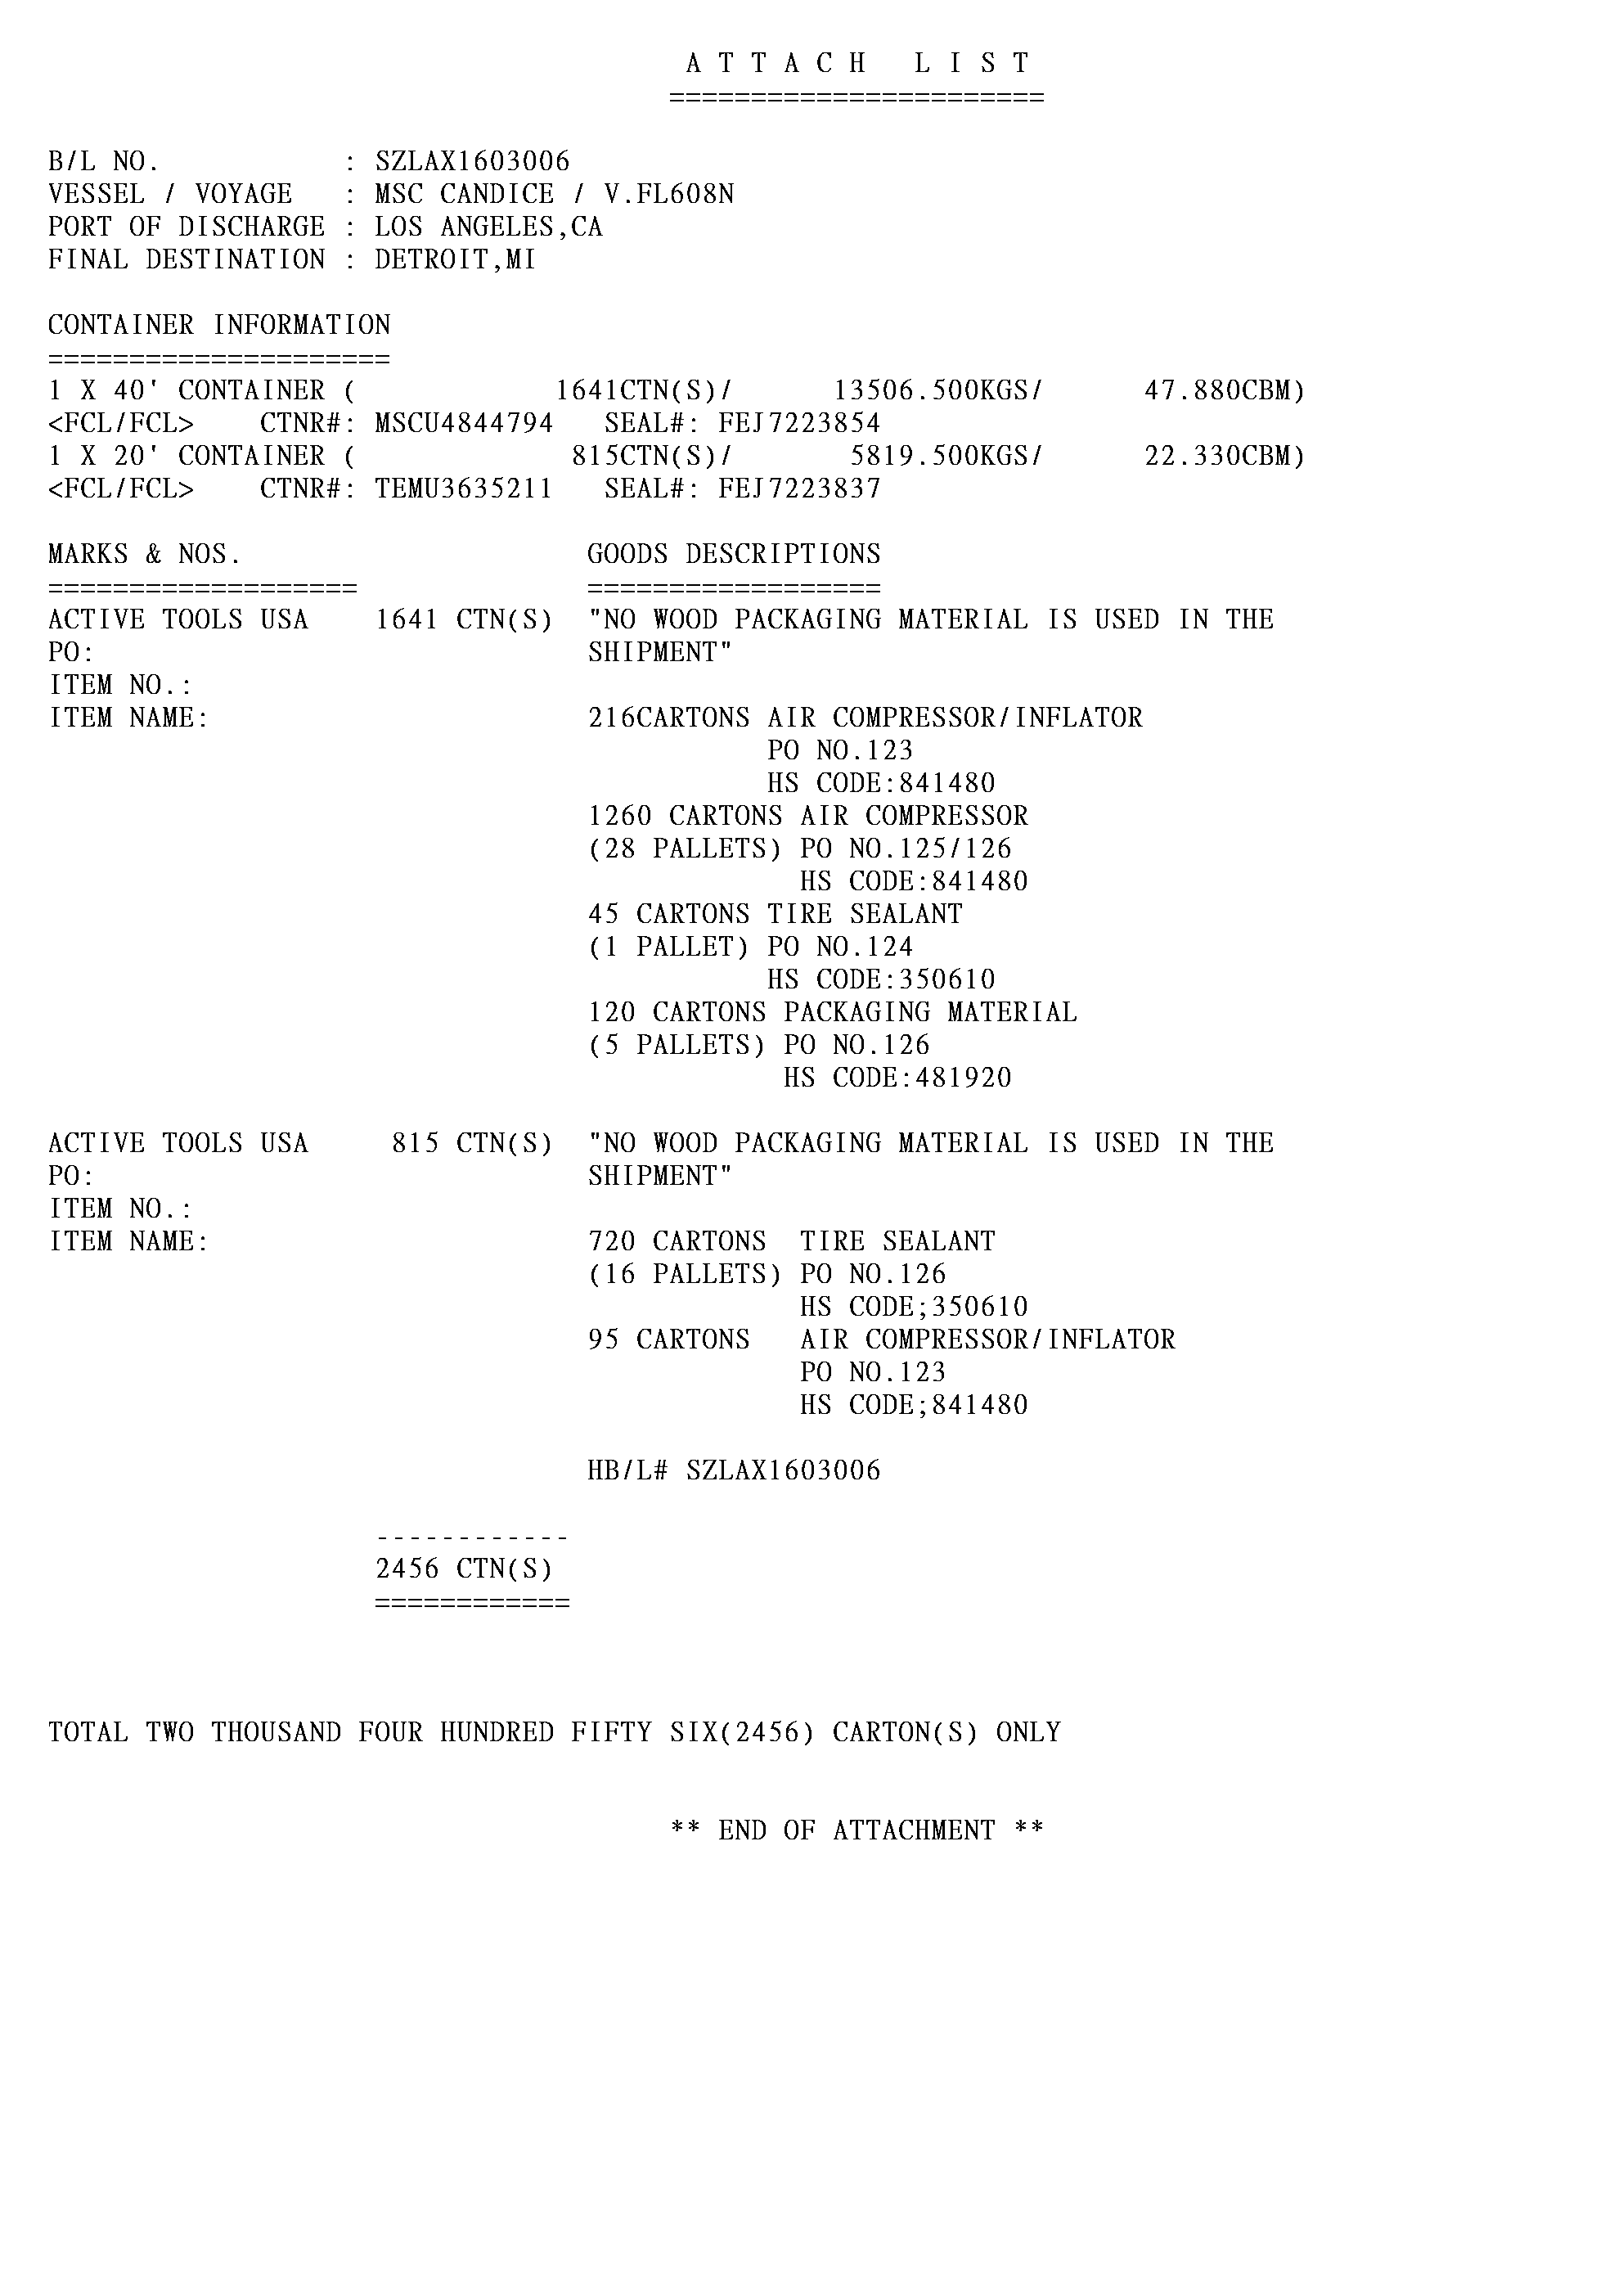 A T T A C H  L I S T
=======================
B/L NO. : SZLAX1603006
VESSEL / VOYAGE : MSC CANDICE / V.FL608N
PORT OF DISCHARGE : LOS ANGELES,CA
FINAL DESTINATION : DETROIT,MI
CONTAINER INFORMATION
=====================
1 X 40' CONTAINER ( 1641CTN(S)/ 13506.500KGS/ 47.880CBM)
<FCL/FCL> CTNR#: MSCU4844794 SEAL#: FEJ7223854
1 X 20' CONTAINER ( 815CTN(S)/ 5819.500KGS/ 22.330CBM)
<FCL/FCL> CTNR#: TEMU3635211 SEAL#: FEJ7223837
MARKS & NOS. GOODS DESCRIPTIONS
=================== ==================
ACTIVE TOOLS USA 1641 CTN(S) "NO WOOD PACKAGING MATERIAL IS USED IN THE
PO: SHIPMENT"
ITEM NO.:
ITEM NAME: 216CARTONS AIR COMPRESSOR/INFLATOR
PO NO.123
HS CODE:841480
1260 CARTONS AIR COMPRESSOR
(28 PALLETS) PO NO.125/126
HS CODE:841480
45 CARTONS TIRE SEALANT
(1 PALLET) PO NO.124
HS CODE:350610
120 CARTONS PACKAGING MATERIAL
(5 PALLETS) PO NO.126
HS CODE:481920
ACTIVE TOOLS USA 815 CTN(S) "NO WOOD PACKAGING MATERIAL IS USED IN THE
PO: SHIPMENT"
ITEM NO.:
ITEM NAME: 720 CARTONS TIRE SEALANT
(16 PALLETS) PO NO.126
HS CODE;350610
95 CARTONS AIR COMPRESSOR/INFLATOR
PO NO.123
HS CODE;841480
HB/L# SZLAX1603006
------------
2456 CTN(S)
============
TOTAL TWO THOUSAND FOUR HUNDRED FIFTY SIX(2456) CARTON(S) ONLY
** END OF ATTACHMENT **